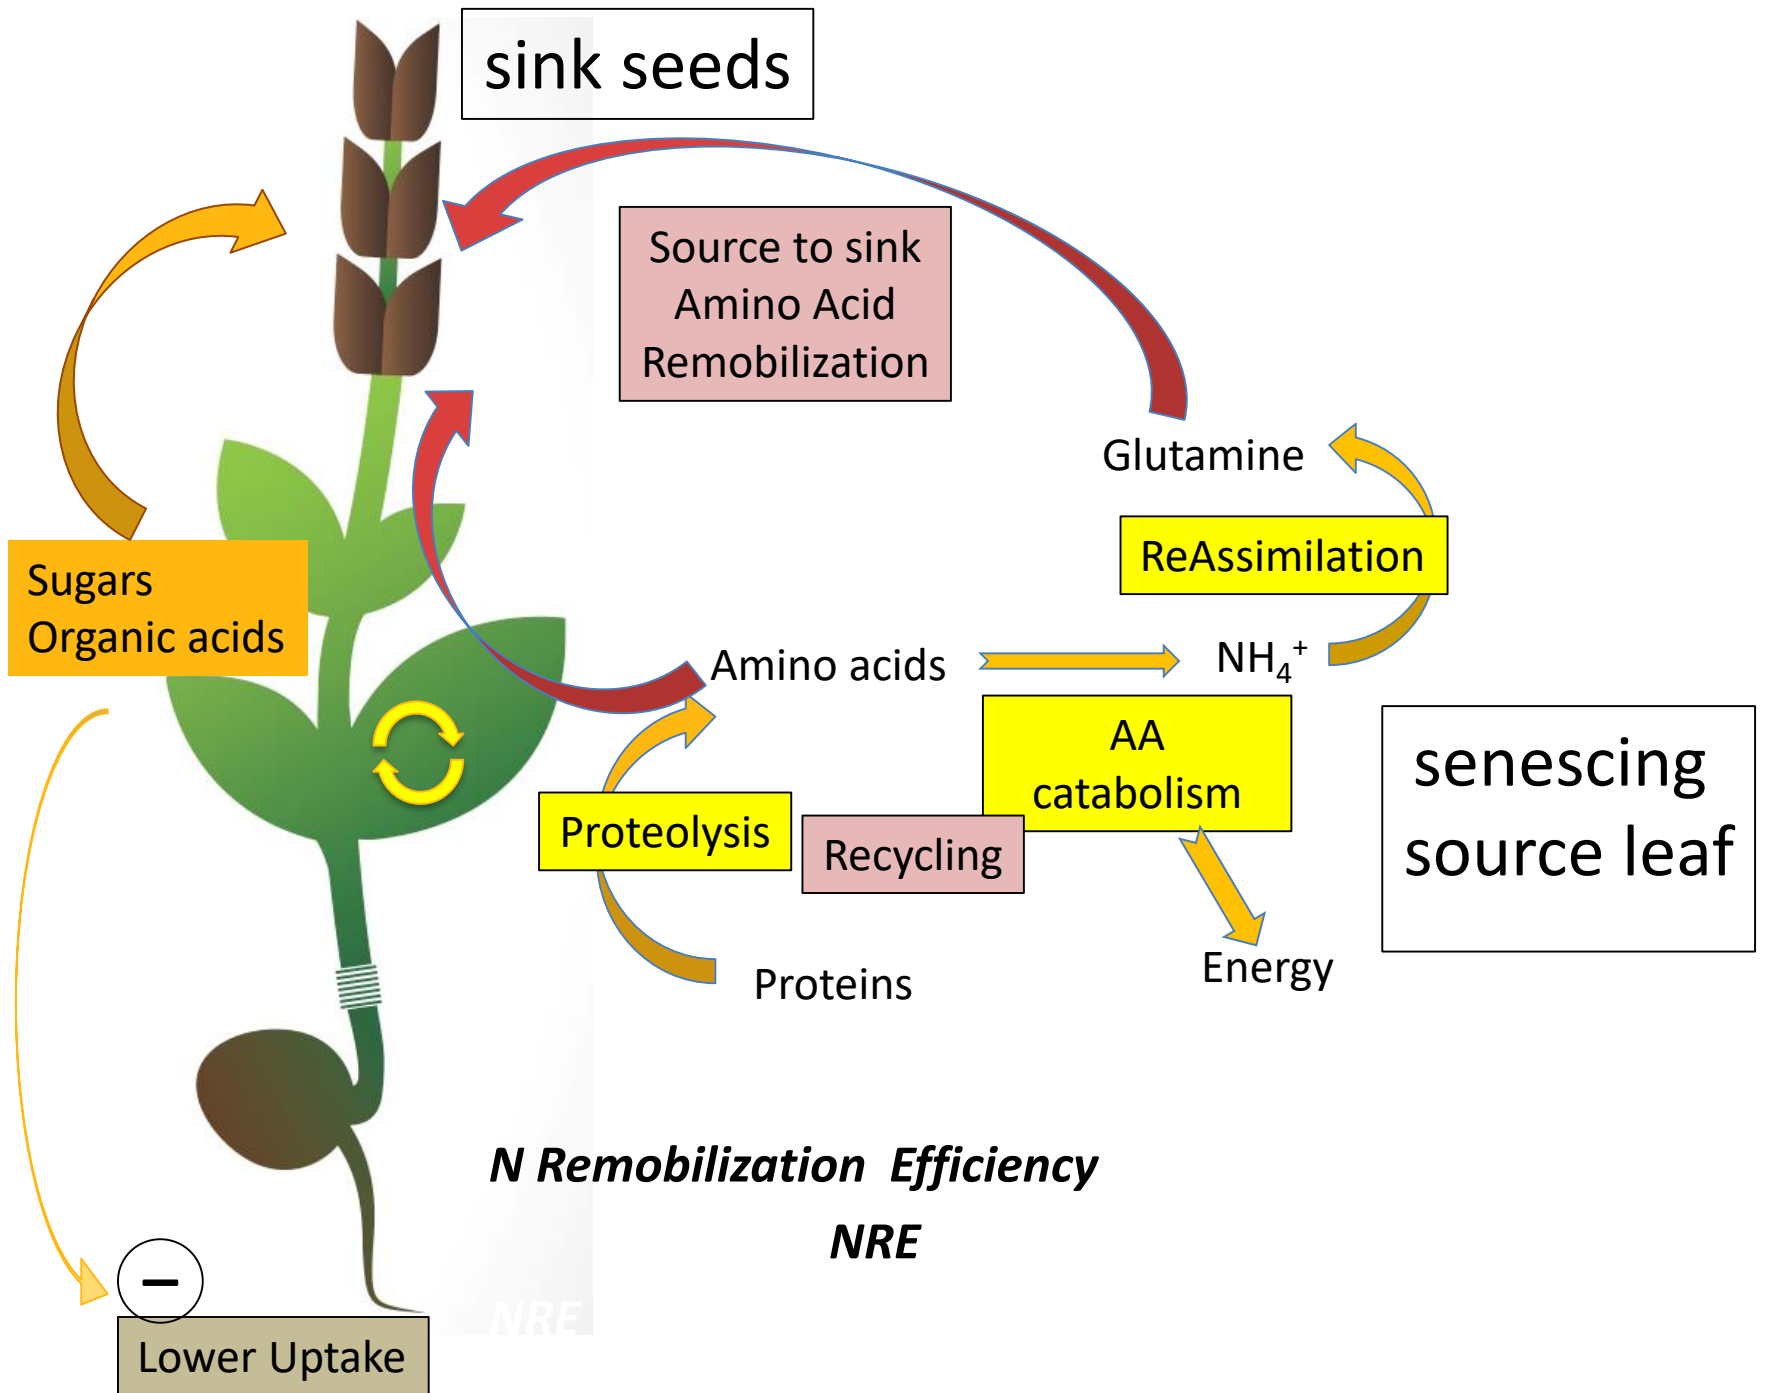 sink seeds
Source to sink
Amino Acid
Remobilization
Glutamine
ReAssimilation
Sugars
Organic acids
Amino acids
NH₄⁺
AA
catabolism
senescing
source leaf
Proteolysis
Recycling
Proteins
Energy
N Remobilization Efficiency
NRE
–
NRE
Lower Uptake